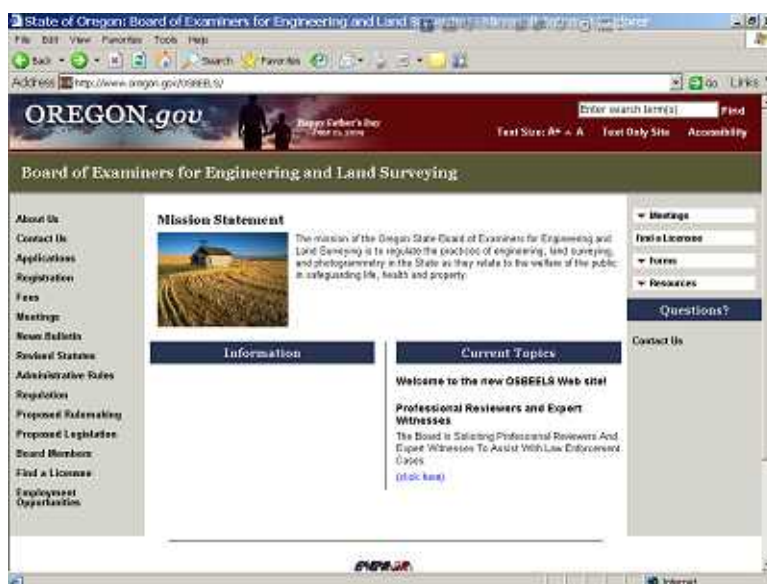 State of Oregon: Board of Examiners for Engineering and Land
File Edit View Favorites Tools Help
Back Search Favorites
Address http://www.oregon.gov/OSBEELS/ Go Links
OREGON.gov
Happy Father's Day
Enter search term(s) Find
Text Size: A+ A- A Text Only Site Accessibility
Board of Examiners for Engineering and Land Surveying
About Us
Contact Us
Applications
Registration
Fees
Meetings
News Bulletin
Revised Statutes
Administrative Rules
Regulation
Proposed Rulemaking
Proposed Legislation
Board Members
Find a Licensee
Employment
Opportunities
Mission Statement
The mission of the Oregon State Board of Examiners for Engineering and
Land Surveying is to regulate the practices of engineering, land surveying,
and photogrammetry in the State as they relate to the welfare of the public
in safeguarding life, health and property.
Information
Current Topics
Welcome to the new OSBEELS Web site!
Professional Reviewers and Expert
Witnesses
The Board is Soliciting Professional Reviewers And
Expert Witnesses To Assist With Law Enforcement
Cases
(click here)
Meetings
Find a Licensee
Forms
Resources
Questions?
Contact Us
Internet